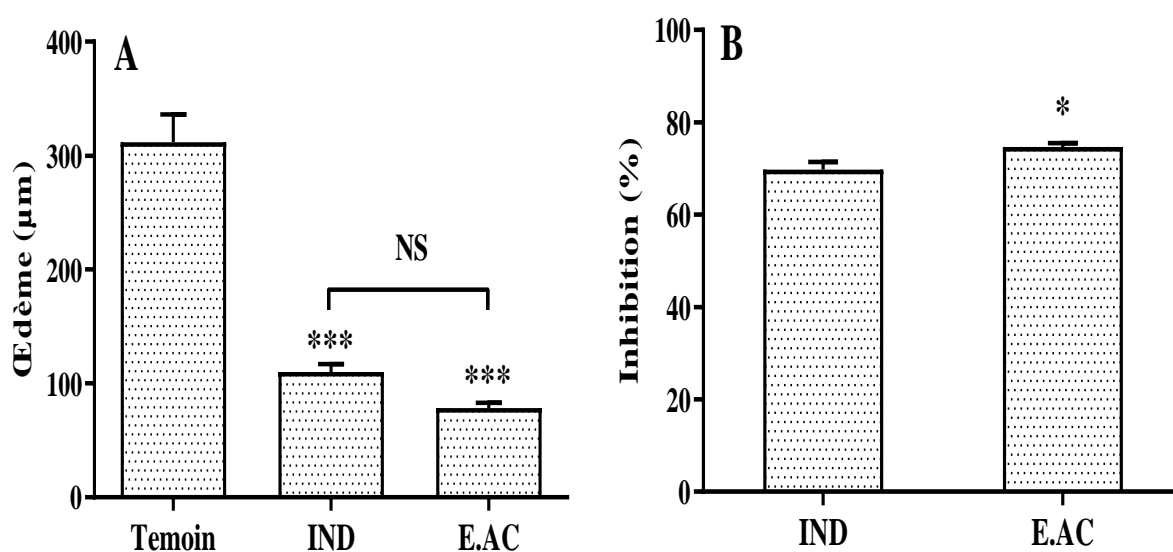 A
Œdème (µm)
400
300
200
100
0
NS
***
***
Temoin IND E.AC
B
Inhibition (%)
100
80
60
40
20
0
*
IND E.AC